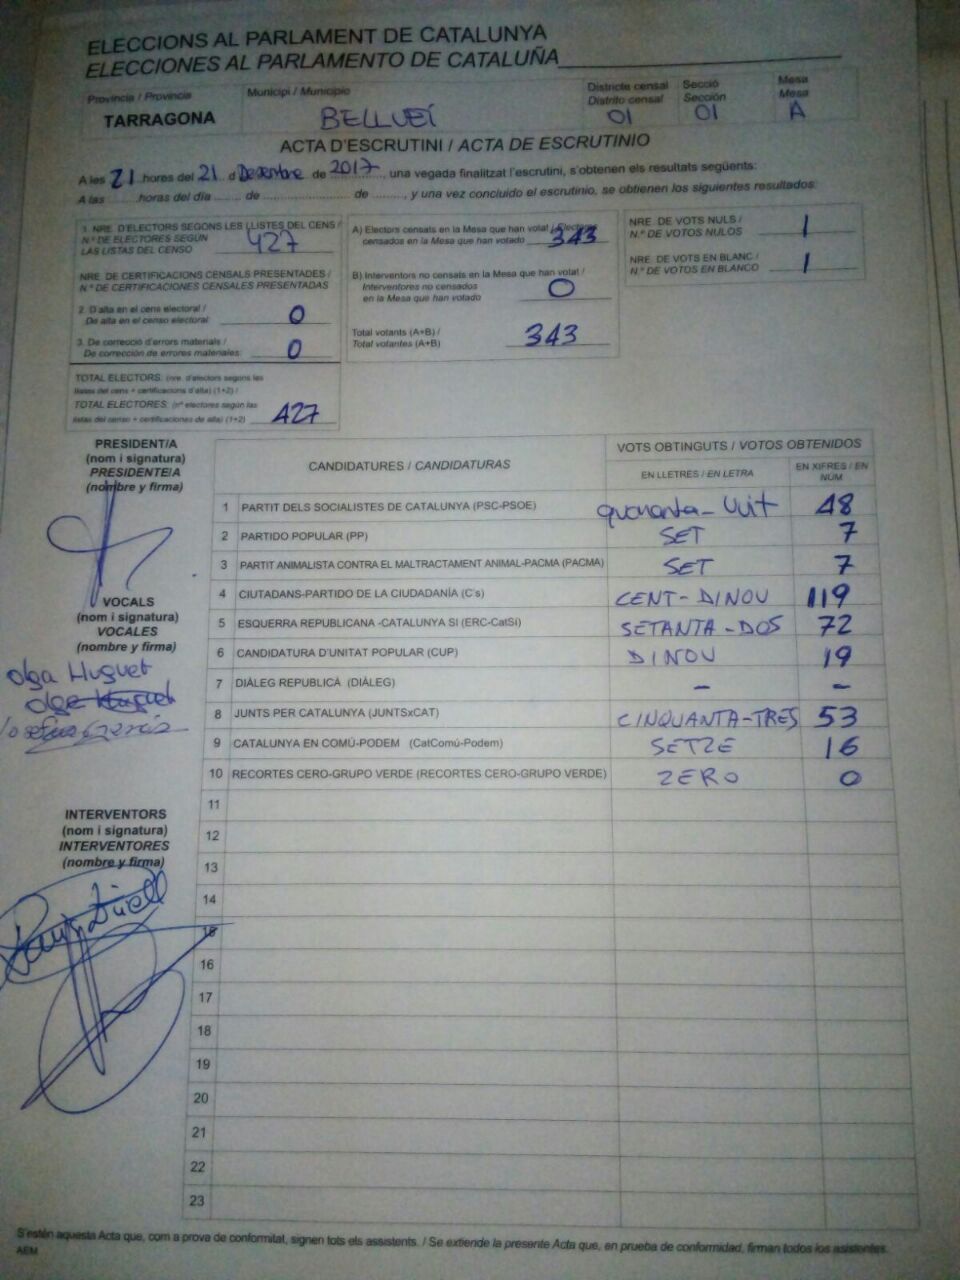 ELECCIONS AL PARLAMENT DE CATALUNYA
ELECCIONES AL PARLAMENTO DE CATALUÑA
Província / Provincia
TARRAGONA
Municipi / Municipio
BELLVEÍ
Districte censal
Distrito censal
01
Secció
Sección
01
Mesa
Mesa
A
ACTA D'ESCRUTINI / ACTA DE ESCRUTINIO
A les 21 hores del 21 d Desembre de 2017, una vegada finalitzat l'escrutini, s'obtenen els resultats següents:
A las ........ horas del día ....... de ........................ de ........, y una vez concluido el escrutinio, se obtienen los siguientes resultados:
1. NRE. D'ELECTORS SEGONS LES LLISTES DEL CENS /
N.º DE ELECTORES SEGÚN
LAS LISTAS DEL CENSO
427
NRE. DE CERTIFICACIONS CENSALS PRESENTADES /
N.º DE CERTIFICACIONES CENSALES PRESENTADAS
2. D'alta en el cens electoral /
De alta en el censo electoral
0
3. De correcció d'errors materials /
De corrección de errores materiales:
0
TOTAL ELECTORS: (nre. d'electors segons les
llistes del cens + certificacions d'alta) (1+2) /
TOTAL ELECTORES: (nº electores según las
listas del censo + certificaciones de alta) (1+2)
427
A) Electors censats en la Mesa que han votat / Electores
censados en la Mesa que han votado
343
B) Interventors no censats en la Mesa que han votat /
Interventores no censados
en la Mesa que han votado
0
Total votants (A+B) /
Total votantes (A+B)
343
NRE. DE VOTS NULS /
N.º DE VOTOS NULOS
1
NRE. DE VOTS EN BLANC /
N.º DE VOTOS EN BLANCO
1
PRESIDENT/A
(nom i signatura)
PRESIDENTE/A
(nombre y firma)
VOCALS
(nom i signatura)
VOCALES
(nombre y firma)
olga Huguet
INTERVENTORS
(nom i signatura)
INTERVENTORES
(nombre y firma)
CANDIDATURES / CANDIDATURAS
VOTS OBTINGUTS / VOTOS OBTENIDOS
EN LLETRES / EN LETRA
EN XIFRES / EN
NÚM
1 PARTIT DELS SOCIALISTES DE CATALUNYA (PSC-PSOE) quaranta-vuit 48
2 PARTIDO POPULAR (PP) SET 7
3 PARTIT ANIMALISTA CONTRA EL MALTRACTAMENT ANIMAL-PACMA (PACMA) SET 7
4 CIUTADANS-PARTIDO DE LA CIUDADANÍA (C's) CENT-DINOU 119
5 ESQUERRA REPUBLICANA -CATALUNYA SI (ERC-CatSí) SETANTA-DOS 72
6 CANDIDATURA D'UNITAT POPULAR (CUP) DINOU 19
7 DIÀLEG REPUBLICÀ (DIÀLEG) - -
8 JUNTS PER CATALUNYA (JUNTSxCAT) CINQUANTA-TRES 53
9 CATALUNYA EN COMÚ-PODEM (CatComú-Podem) SETZE 16
10 RECORTES CERO-GRUPO VERDE (RECORTES CERO-GRUPO VERDE) ZERO 0
11
12
13
14
15
16
17
18
19
20
21
22
23
S'estén aquesta Acta que, com a prova de conformitat, signen tots els assistents. / Se extiende la presente Acta que, en prueba de conformidad, firman todos los asistentes.
AEM